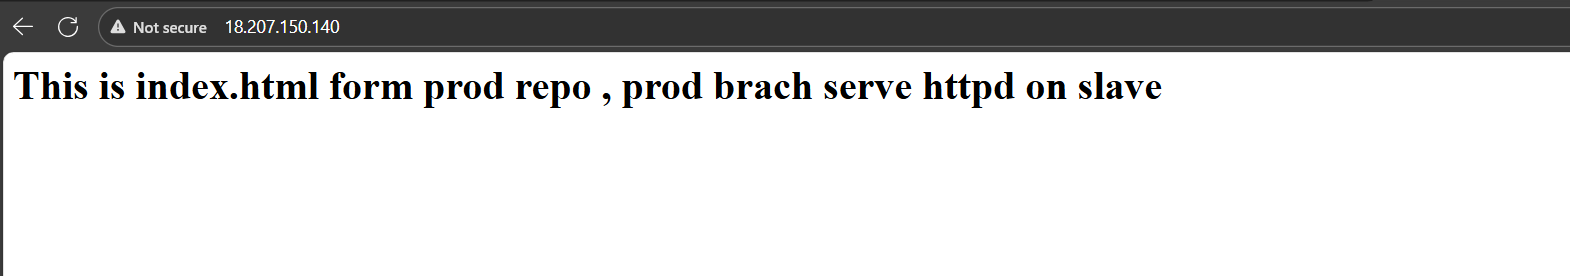 Not secure 18.207.150.140
This is index.html form prod repo , prod brach serve httpd on slave